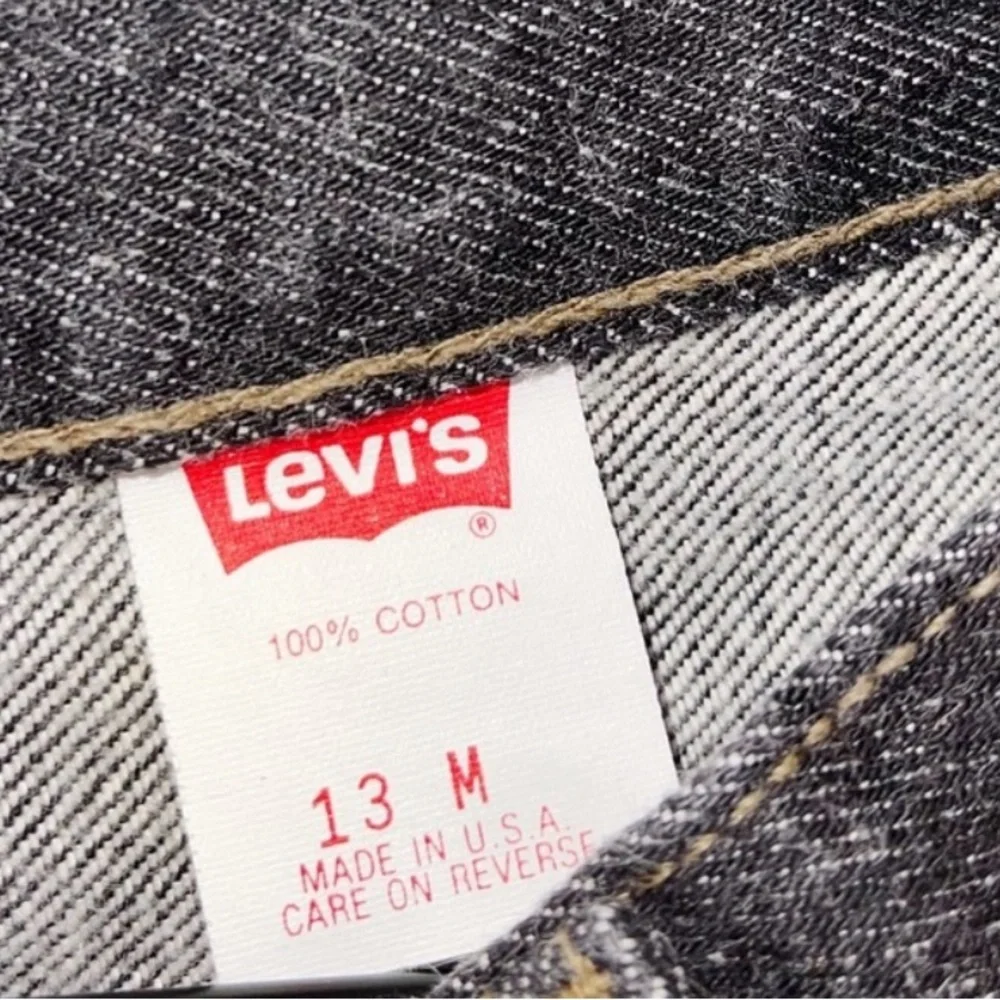 Levi's
®
100% COTTON
13 M
MADE IN U.S.A.
CARE ON REVERSE